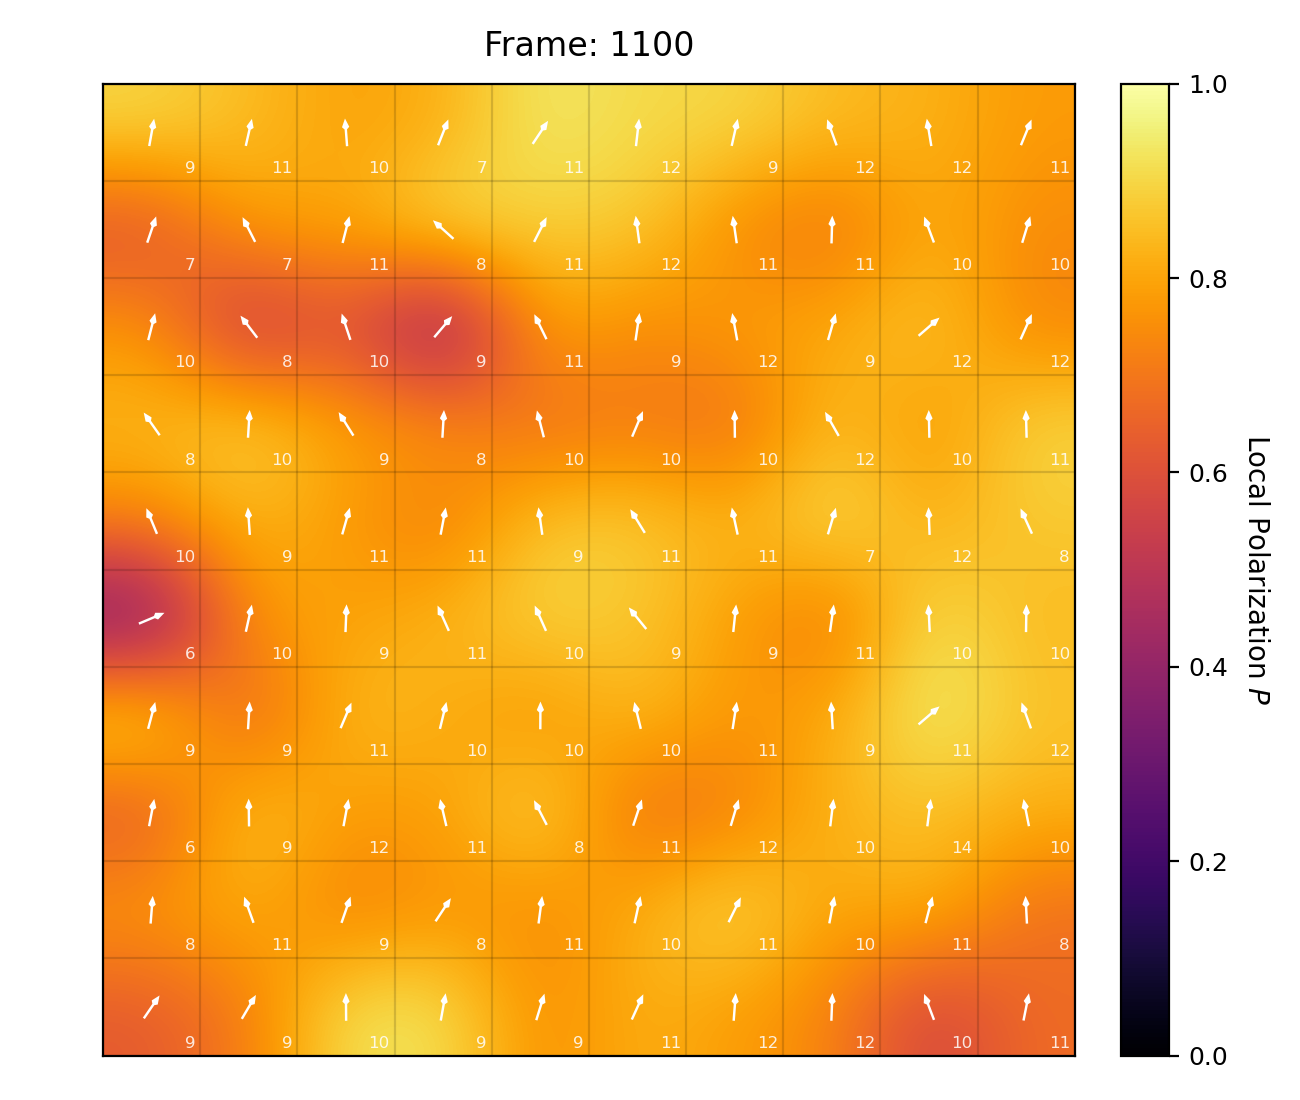 Frame: 1100
9 11 10 7 11 12 9 12 12 11
7 7 11 8 11 12 11 11 10 10
10 8 10 9 11 9 12 9 12 12
8 10 9 8 10 10 10 12 10 11
10 9 11 11 9 11 11 7 12 8
6 10 9 11 10 9 9 11 10 10
9 9 11 10 10 10 11 9 11 12
6 9 12 11 8 11 12 10 14 10
8 11 9 8 11 10 11 10 11 8
9 9 10 9 9 11 12 12 10 11
1.0
0.8
0.6
0.4
0.2
0.0
Local Polarization P